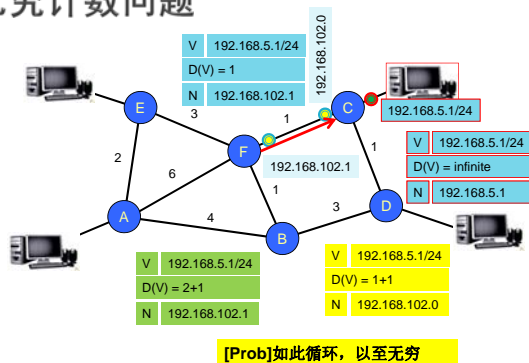 究计数问题
V 192.168.5.1/24
D(V) = 1
N 192.168.102.1
192.168.102.0
192.168.5.1/24
V 192.168.5.1/24
D(V) = infinite
N 192.168.5.1
192.168.102.1
E
3
1
C
F
2
6
1
1
A
4
B
3
D
V 192.168.5.1/24
D(V) = 2+1
N 192.168.102.1
V 192.168.5.1/24
D(V) = 1+1
N 192.168.102.0
[Prob]如此循环，以至无穷